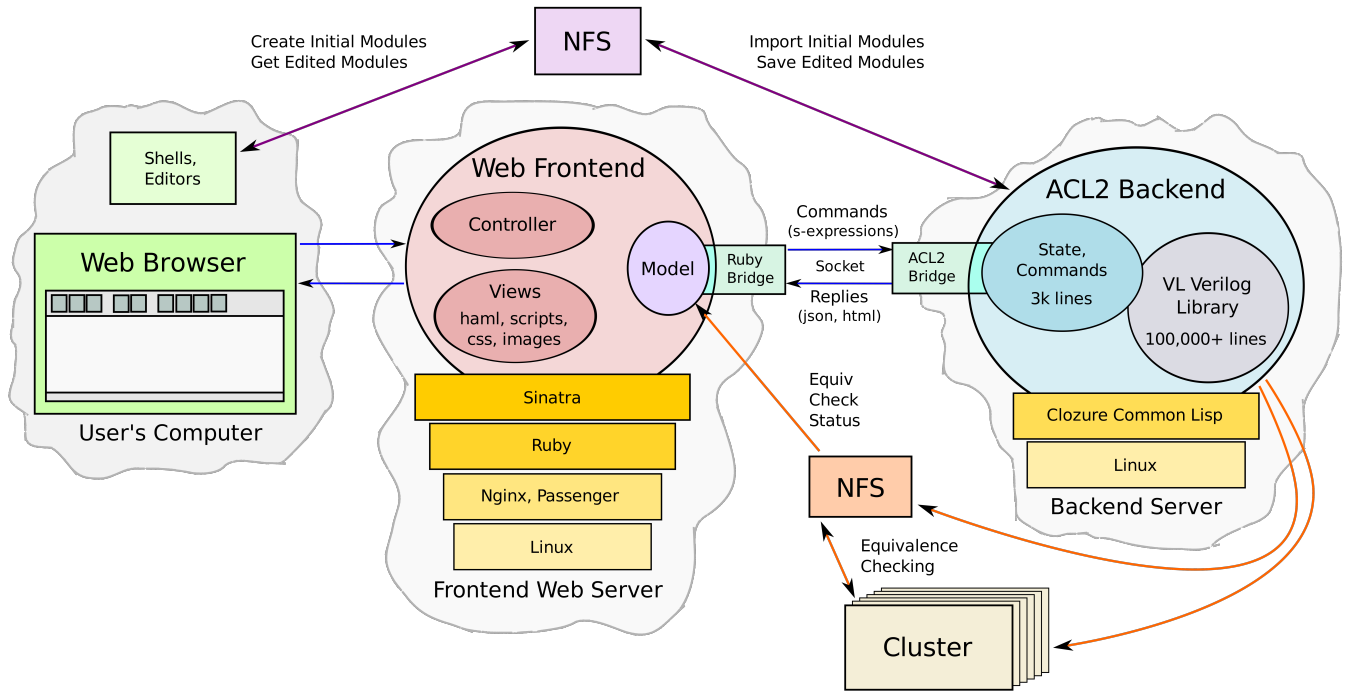 NFS
Create Initial Modules
Get Edited Modules
Import Initial Modules
Save Edited Modules
Shells,
Editors
Web Browser
User's Computer
Web Frontend
Controller
Views
haml, scripts,
css, images
Model
Ruby
Bridge
Sinatra
Ruby
Nginx, Passenger
Linux
Frontend Web Server
Commands
(s-expressions)
Socket
Replies
(json, html)
ACL2 Backend
ACL2
Bridge
State,
Commands
3k lines
VL Verilog
Library
100,000+ lines
Clozure Common Lisp
Linux
Backend Server
Equiv
Check
Status
NFS
Equivalence
Checking
Cluster